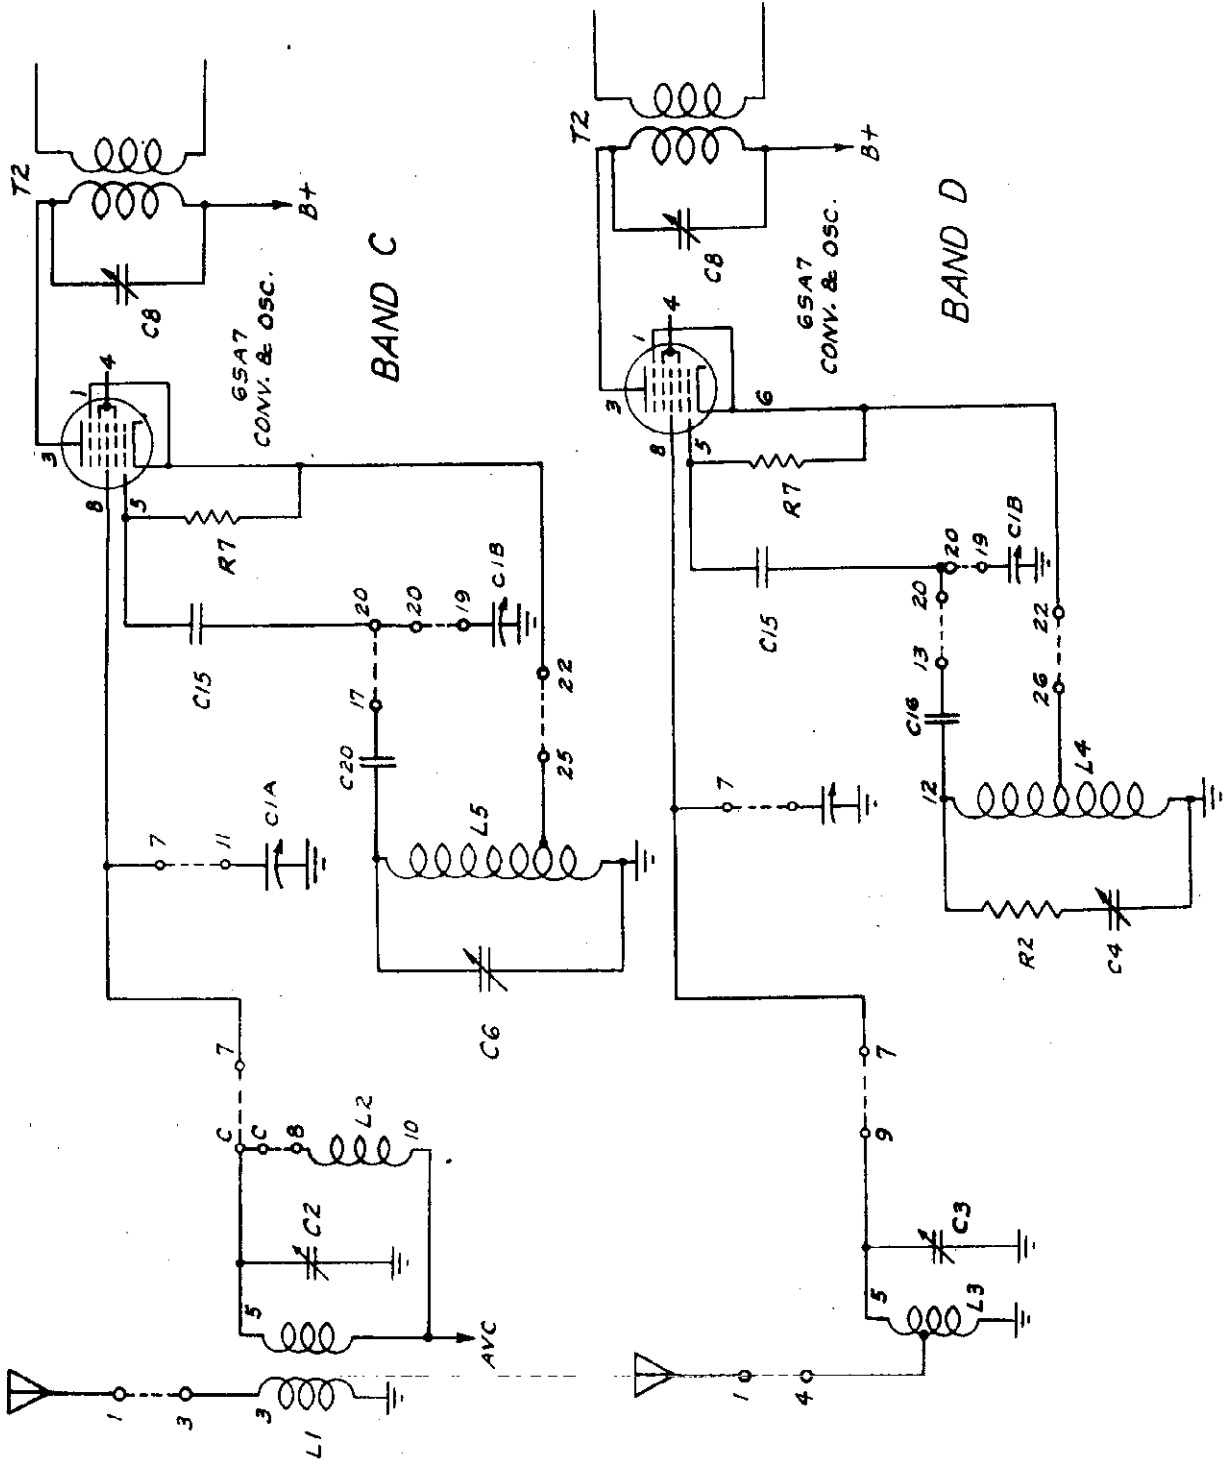 T2
C8
B+
3
1
4
8
5
6SA7
CONV. & OSC.
BAND C
R7
C15
20
20
19
C1B
17
C20
22
25
7
11
C1A
L5
C6
7
C
C
8
L2
10
C2
5
AVC
1
3
3
L1
T2
C8
B+
3
1
4
8
5
6
6SA7
CONV. & OSC.
BAND D
R7
C15
20
20
19
C1B
13
C16
22
26
12
L4
7
R2
C4
7
9
C3
5
L3
1
4